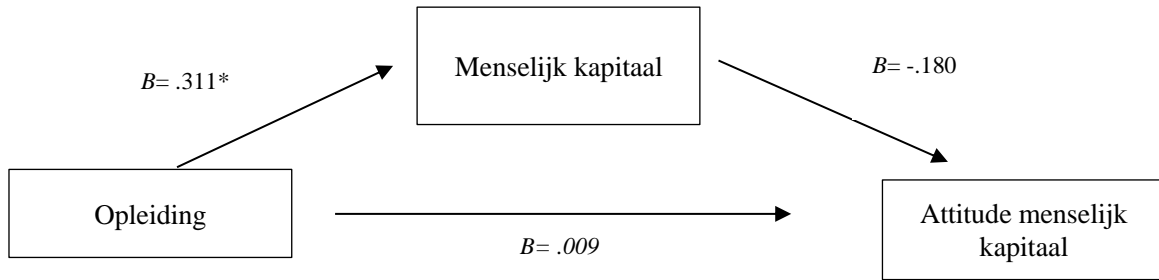 Menselijk kapitaal
B= .311*
B= -.180
Opleiding
B= .009
Attitude menselijk
kapitaal